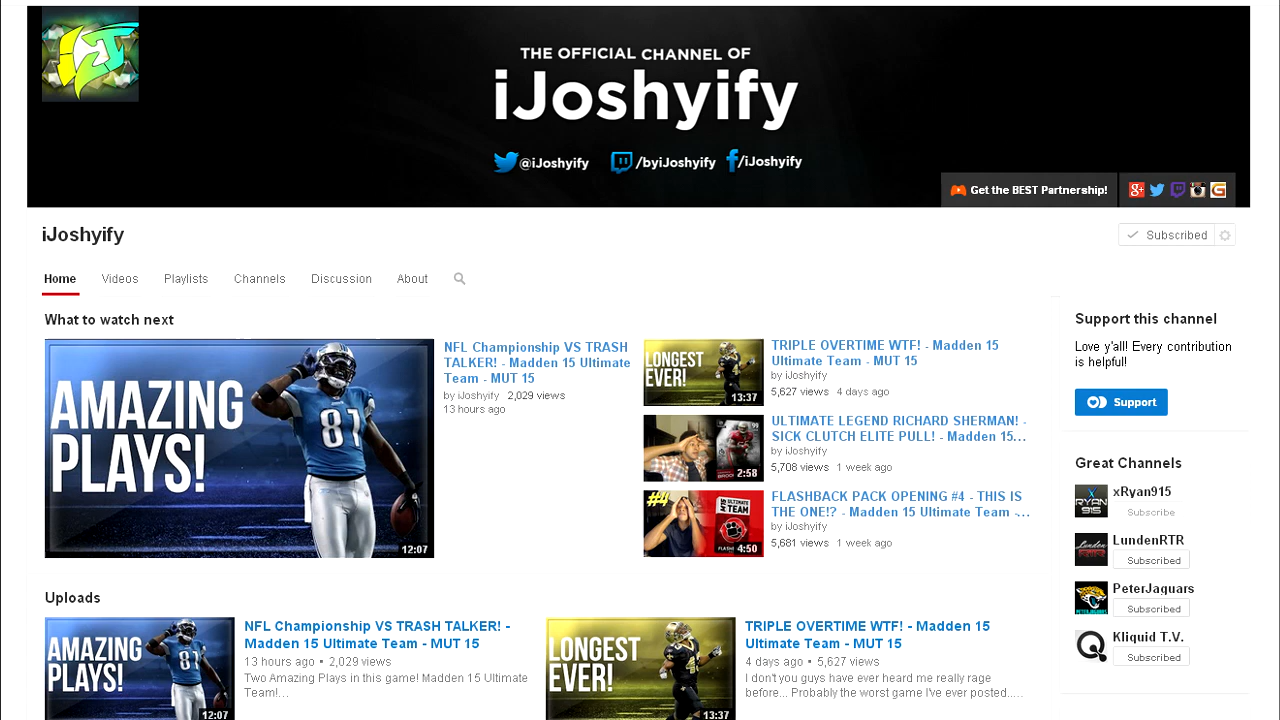 THE OFFICIAL CHANNEL OF
iJoshyify
@iJoshyify /byiJoshyify /iJoshyify
Get the BEST Partnership!
iJoshyify
Subscribed
Home Videos Playlists Channels Discussion About
What to watch next
AMAZING
PLAYS!
81
12:07
NFL Championship VS TRASH
TALKER! - Madden 15 Ultimate
Team - MUT 15
by iJoshyify 2,029 views
13 hours ago
LONGEST
EVER!
13:37
TRIPLE OVERTIME WTF! - Madden 15
Ultimate Team - MUT 15
by iJoshyify
5,627 views 4 days ago
99
2:58
ULTIMATE LEGEND RICHARD SHERMAN! -
SICK CLUTCH ELITE PULL! - Madden 15...
by iJoshyify
5,708 views 1 week ago
#4
ULTIMATE
TEAM
4:50
FLASHBACK PACK OPENING #4 - THIS IS
THE ONE!? - Madden 15 Ultimate Team -...
by iJoshyify
5,681 views 1 week ago
Support this channel
Love y'alll Every contribution
is helpful!
Support
Great Channels
RYAN
915
xRyan915
Subscribe
LundenRTR
Subscribed
PETERJAGUARS
PeterJaguars
Subscribed
Kliquid T.V.
Subscribed
Uploads
AMAZING
PLAYS!
81
12:07
NFL Championship VS TRASH TALKER! -
Madden 15 Ultimate Team - MUT 15
13 hours ago • 2,029 views
Two Amazing Plays in this game! Madden 15 Ultimate
Team!...
LONGEST
EVER!
13:37
TRIPLE OVERTIME WTF! - Madden 15
Ultimate Team - MUT 15
4 days ago • 5,627 views
I don't you guys have ever heard me really rage
before... Probably the worst game I've ever posted.....